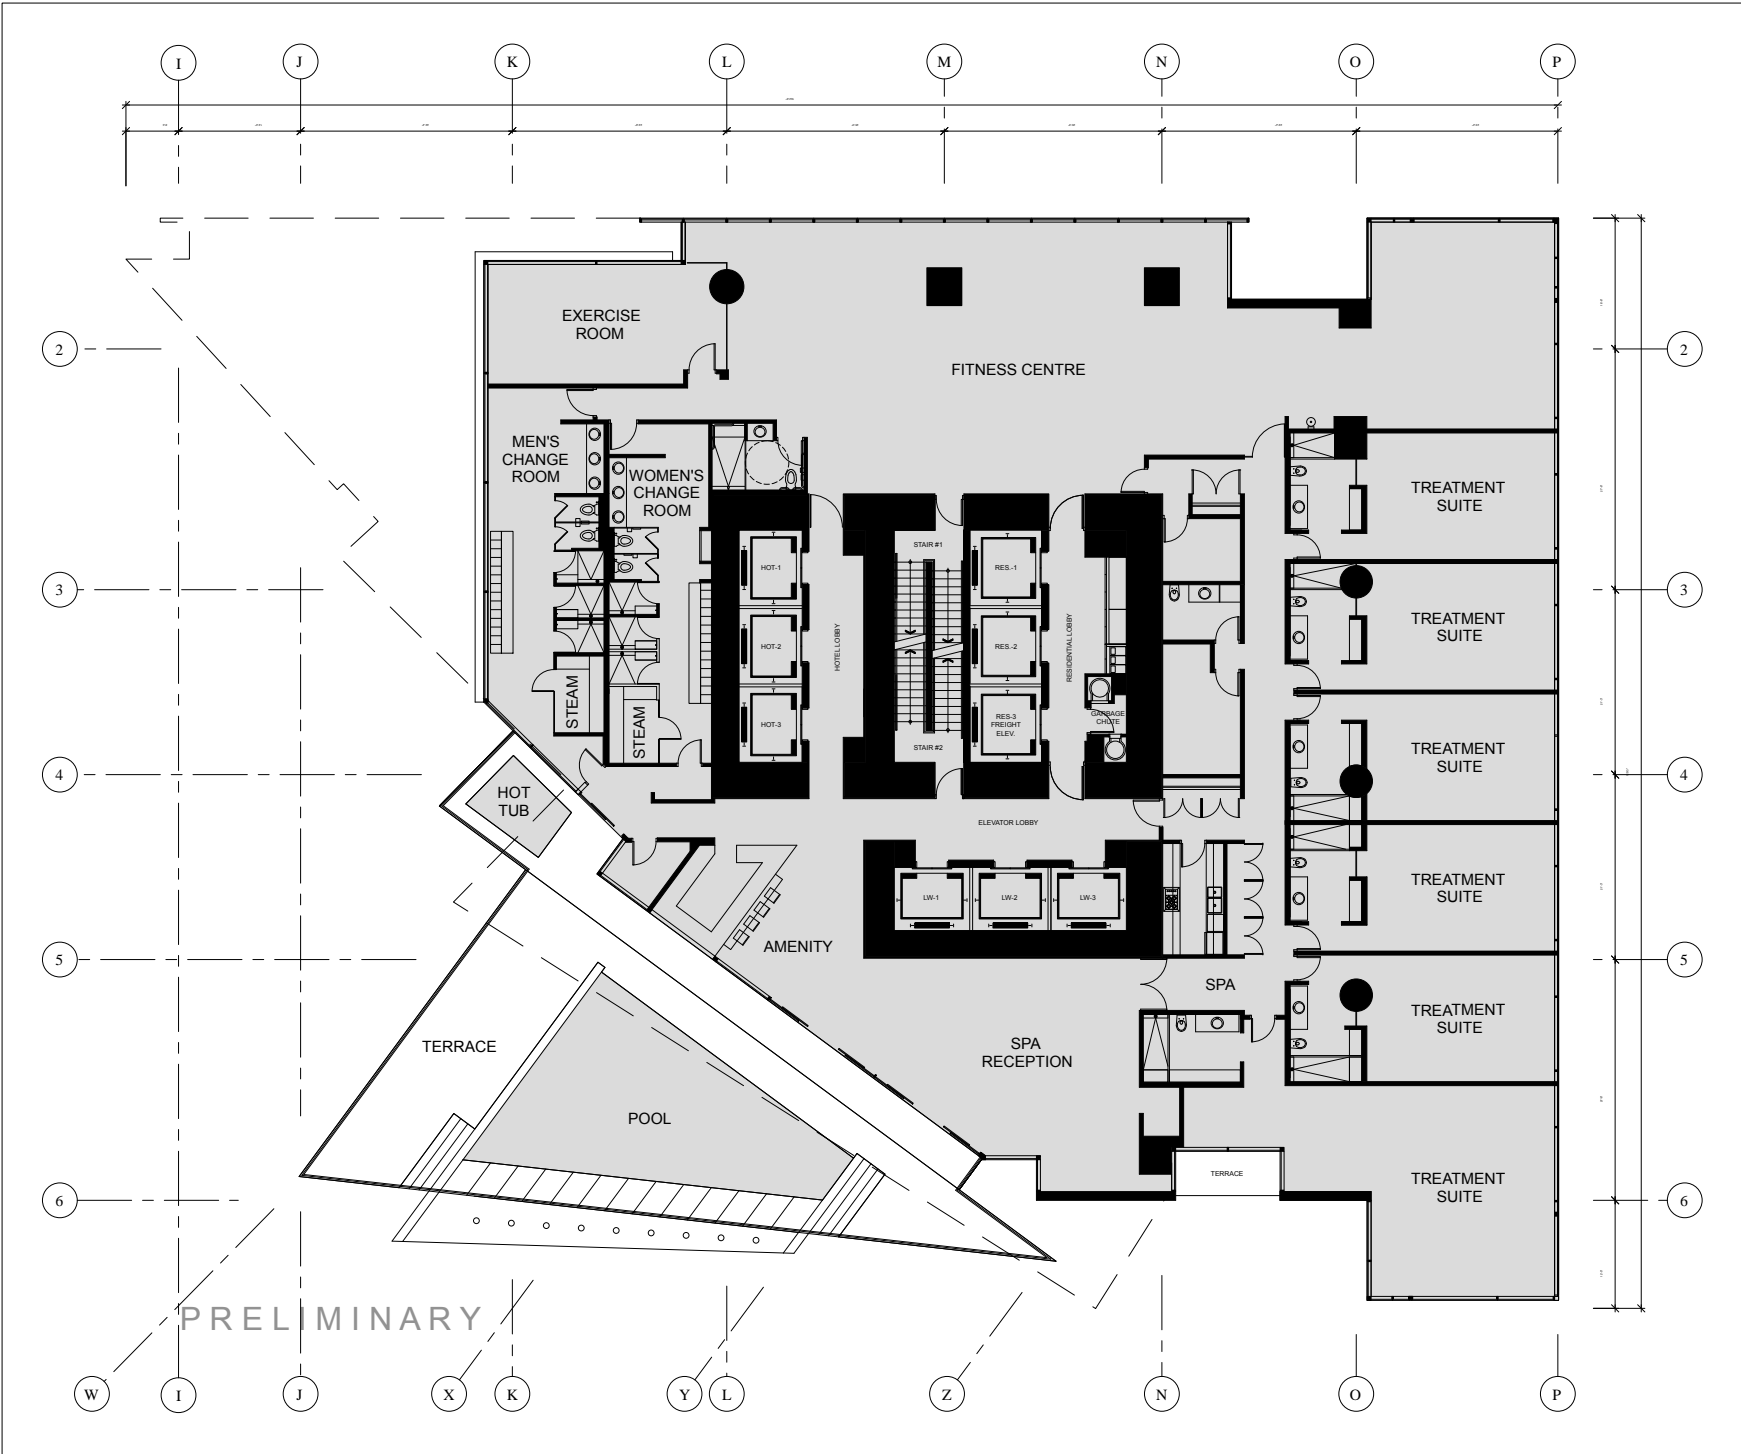 I J K L M N O P
EXERCISE
ROOM
2
FITNESS CENTRE
2
MEN'S
CHANGE
ROOM
WOMEN'S
CHANGE
ROOM
TREATMENT
SUITE
STAIR #1
HOT-1
RES.-1
3
3
TREATMENT
SUITE
HOTEL LOBBY
RESIDENTIAL LOBBY
HOT-2
RES.-2
STEAM
STEAM
HOT-3
RES-3
FREIGHT
ELEV.
GARBAGE
CHUTE
STAIR #2
TREATMENT
SUITE
4
4
HOT
TUB
ELEVATOR LOBBY
TREATMENT
SUITE
LW-1
LW-2
LW-3
AMENITY
5
5
SPA
TREATMENT
SUITE
TERRACE
SPA
RECEPTION
POOL
TERRACE
TREATMENT
SUITE
6
6
PRELIMINARY
W I J X K Y L Z N O P